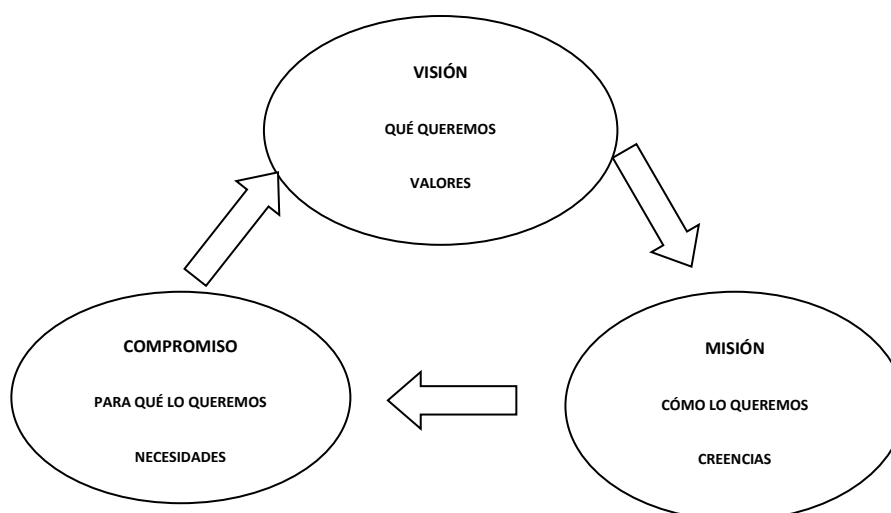 VISIÓN
QUÉ QUEREMOS
VALORES
COMPROMISO
PARA QUÉ LO QUEREMOS
NECESIDADES
MISIÓN
CÓMO LO QUEREMOS
CREENCIAS